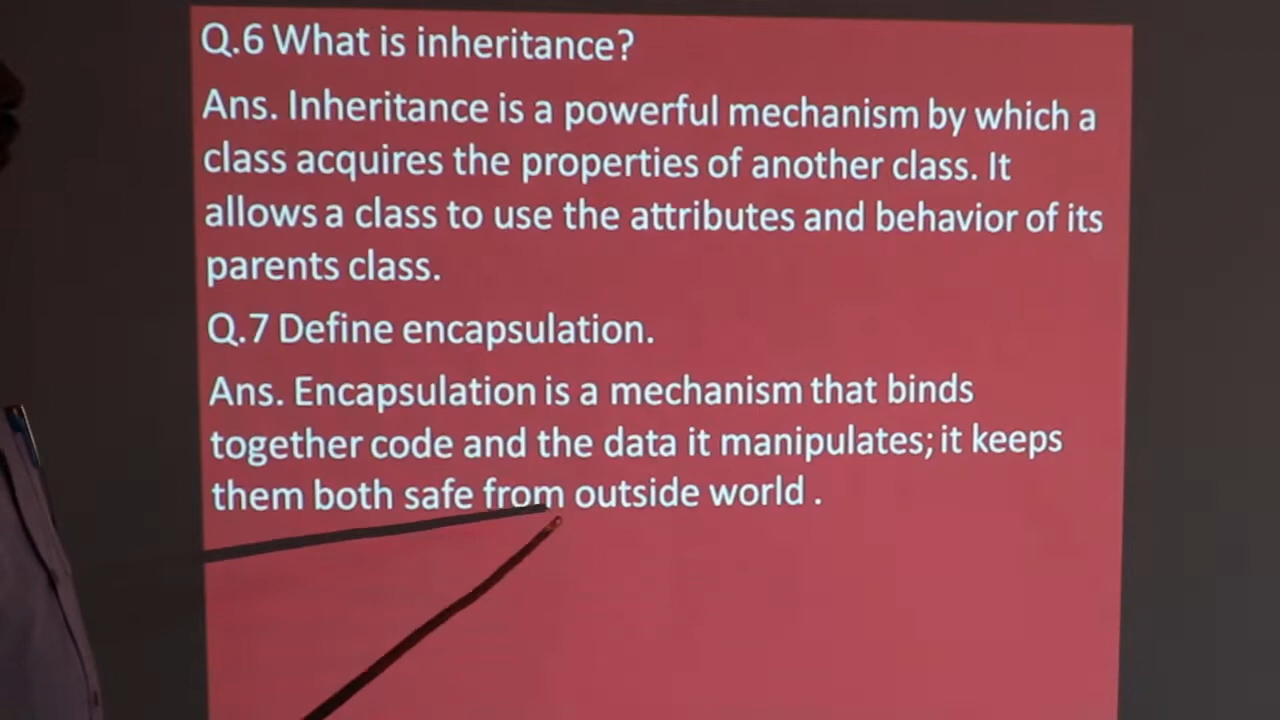 Q.6 What is inheritance?
Ans. Inheritance is a powerful mechanism by which a
class acquires the properties of another class. It
allows a class to use the attributes and behavior of its
parents class.
Q.7 Define encapsulation.
Ans. Encapsulation is a mechanism that binds
together code and the data it manipulates; it keeps
them both safe from outside world .